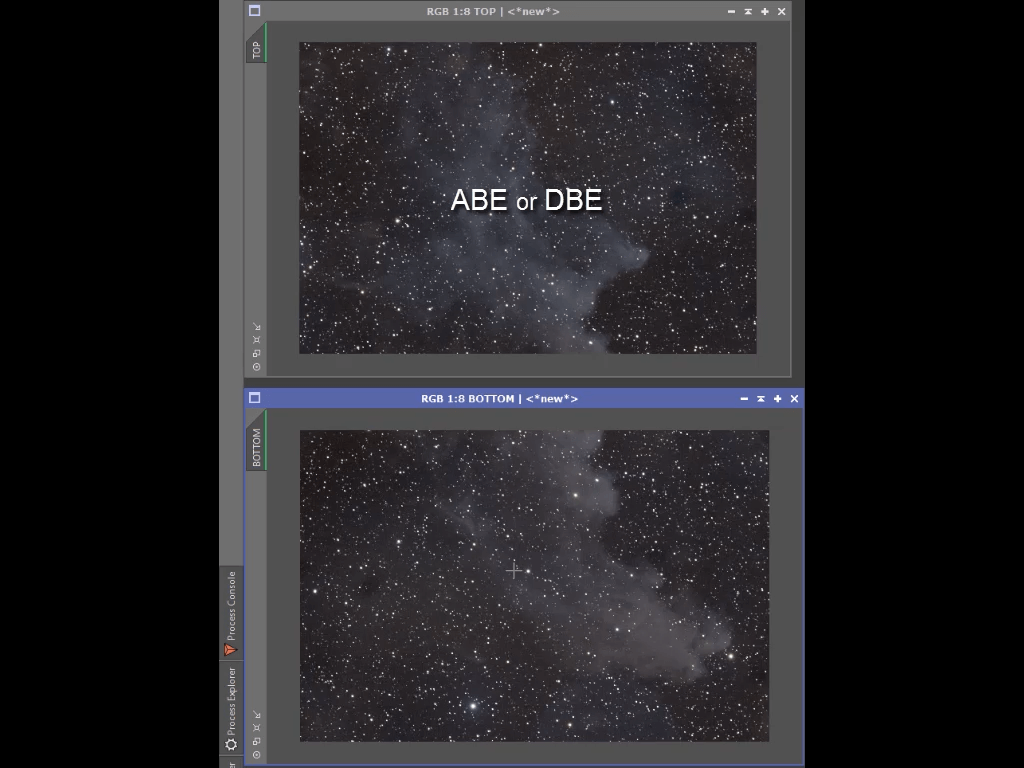 RGB 1:8 TOP | <*new*>
TOP
ABE or DBE
RGB 1:8 BOTTOM | <*new*>
BOTTOM
Process Console
Process Explorer
er